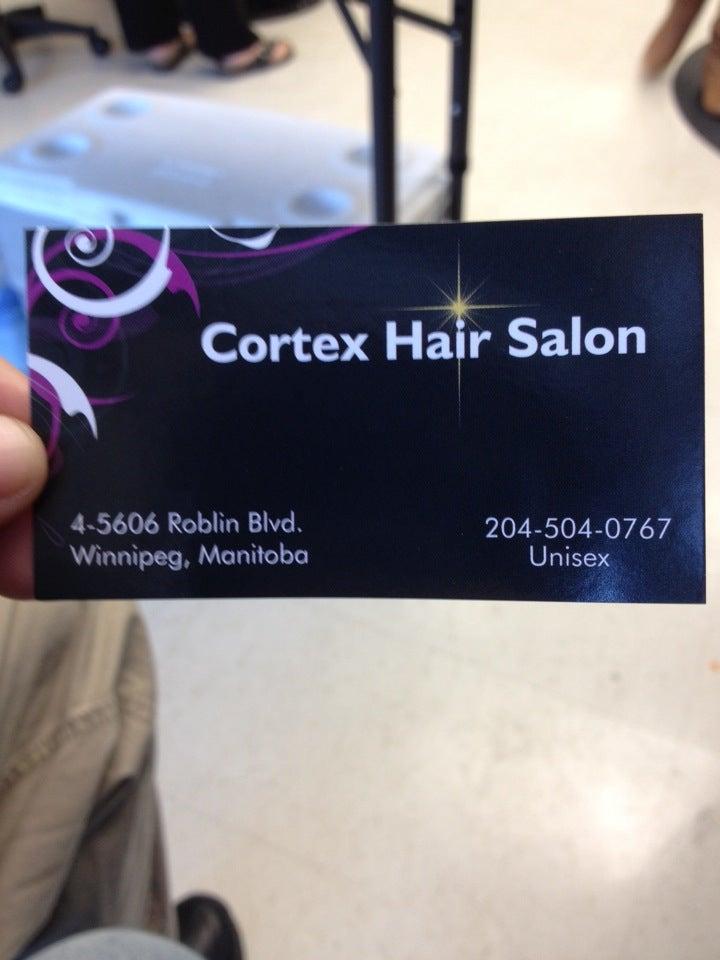 Cortex Hair Salon
4-5606 Roblin Blvd.
Winnipeg, Manitoba
204-504-0767
Unisex